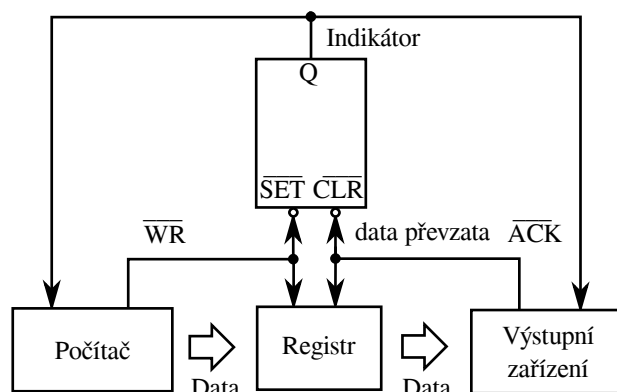 Indikátor
Q
SET CLR
WR
data převzata
ACK
Počítač
Registr
Výstupní
zařízení
Data
Data